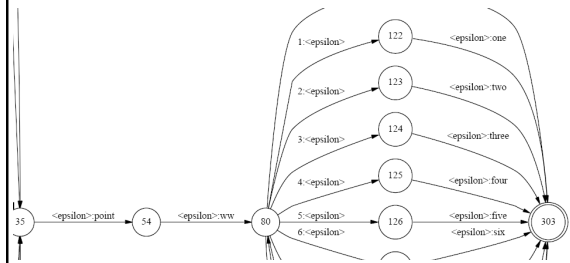 1:<epsilon>
122
<epsilon>:one
2:<epsilon>
123
<epsilon>:two
3:<epsilon>
124
<epsilon>:three
4:<epsilon>
125
<epsilon>:four
35
<epsilon>:point
54
<epsilon>:ww
80
5:<epsilon>
126
<epsilon>:five
303
6:<epsilon>
<epsilon>:six